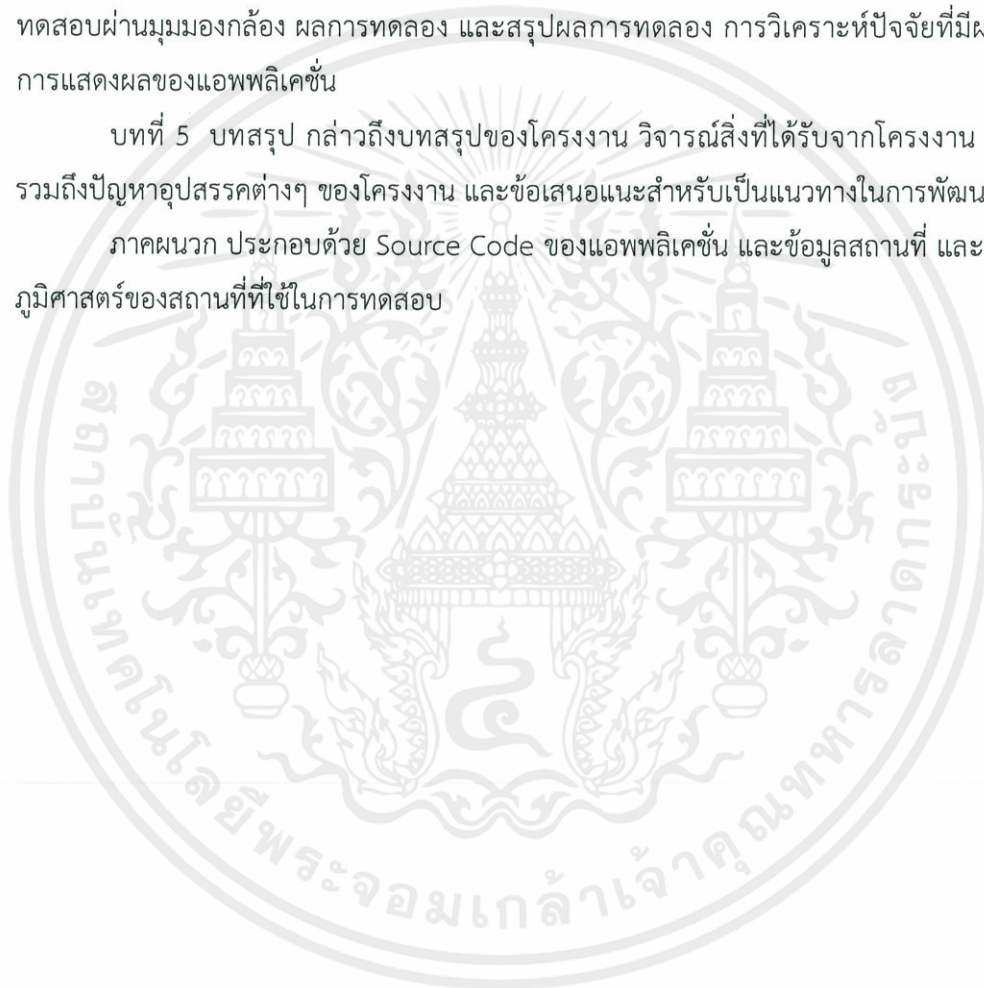 ทดสอบผ่านมุมมองกล้อง ผลการทดลอง และสรุปผลการทดลอง การวิเคราะห์ปัจจัยที่มี
การแสดงผลของแอพพลิเคชั่น
บทที่ 5 บทสรุป กล่าวถึงบทสรุปของโครงงาน วิจารณ์สิ่งที่ได้รับจากโครงงาน
รวมถึงปัญหาอุปสรรคต่างๆ ของโครงงาน และข้อเสนอแนะสำหรับเป็นแนวทางในการพัฒน
ภาคผนวก ประกอบด้วย Source Code ของแอพพลิเคชั่น และข้อมูลสถานที่ และ
ภูมิศาสตร์ของสถานที่ที่ใช้ในการทดสอบ
สถาบันเทคโนโลยีพระจอมเกล้าเจ้าคุณทหารลาดกระบัง
๔